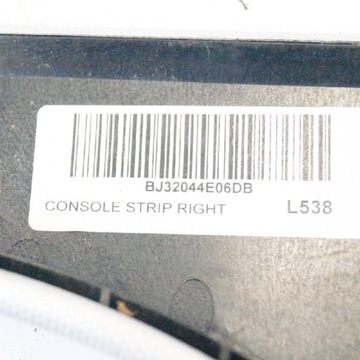 BJ32044E06DB
CONSOLE STRIP RIGHT L538